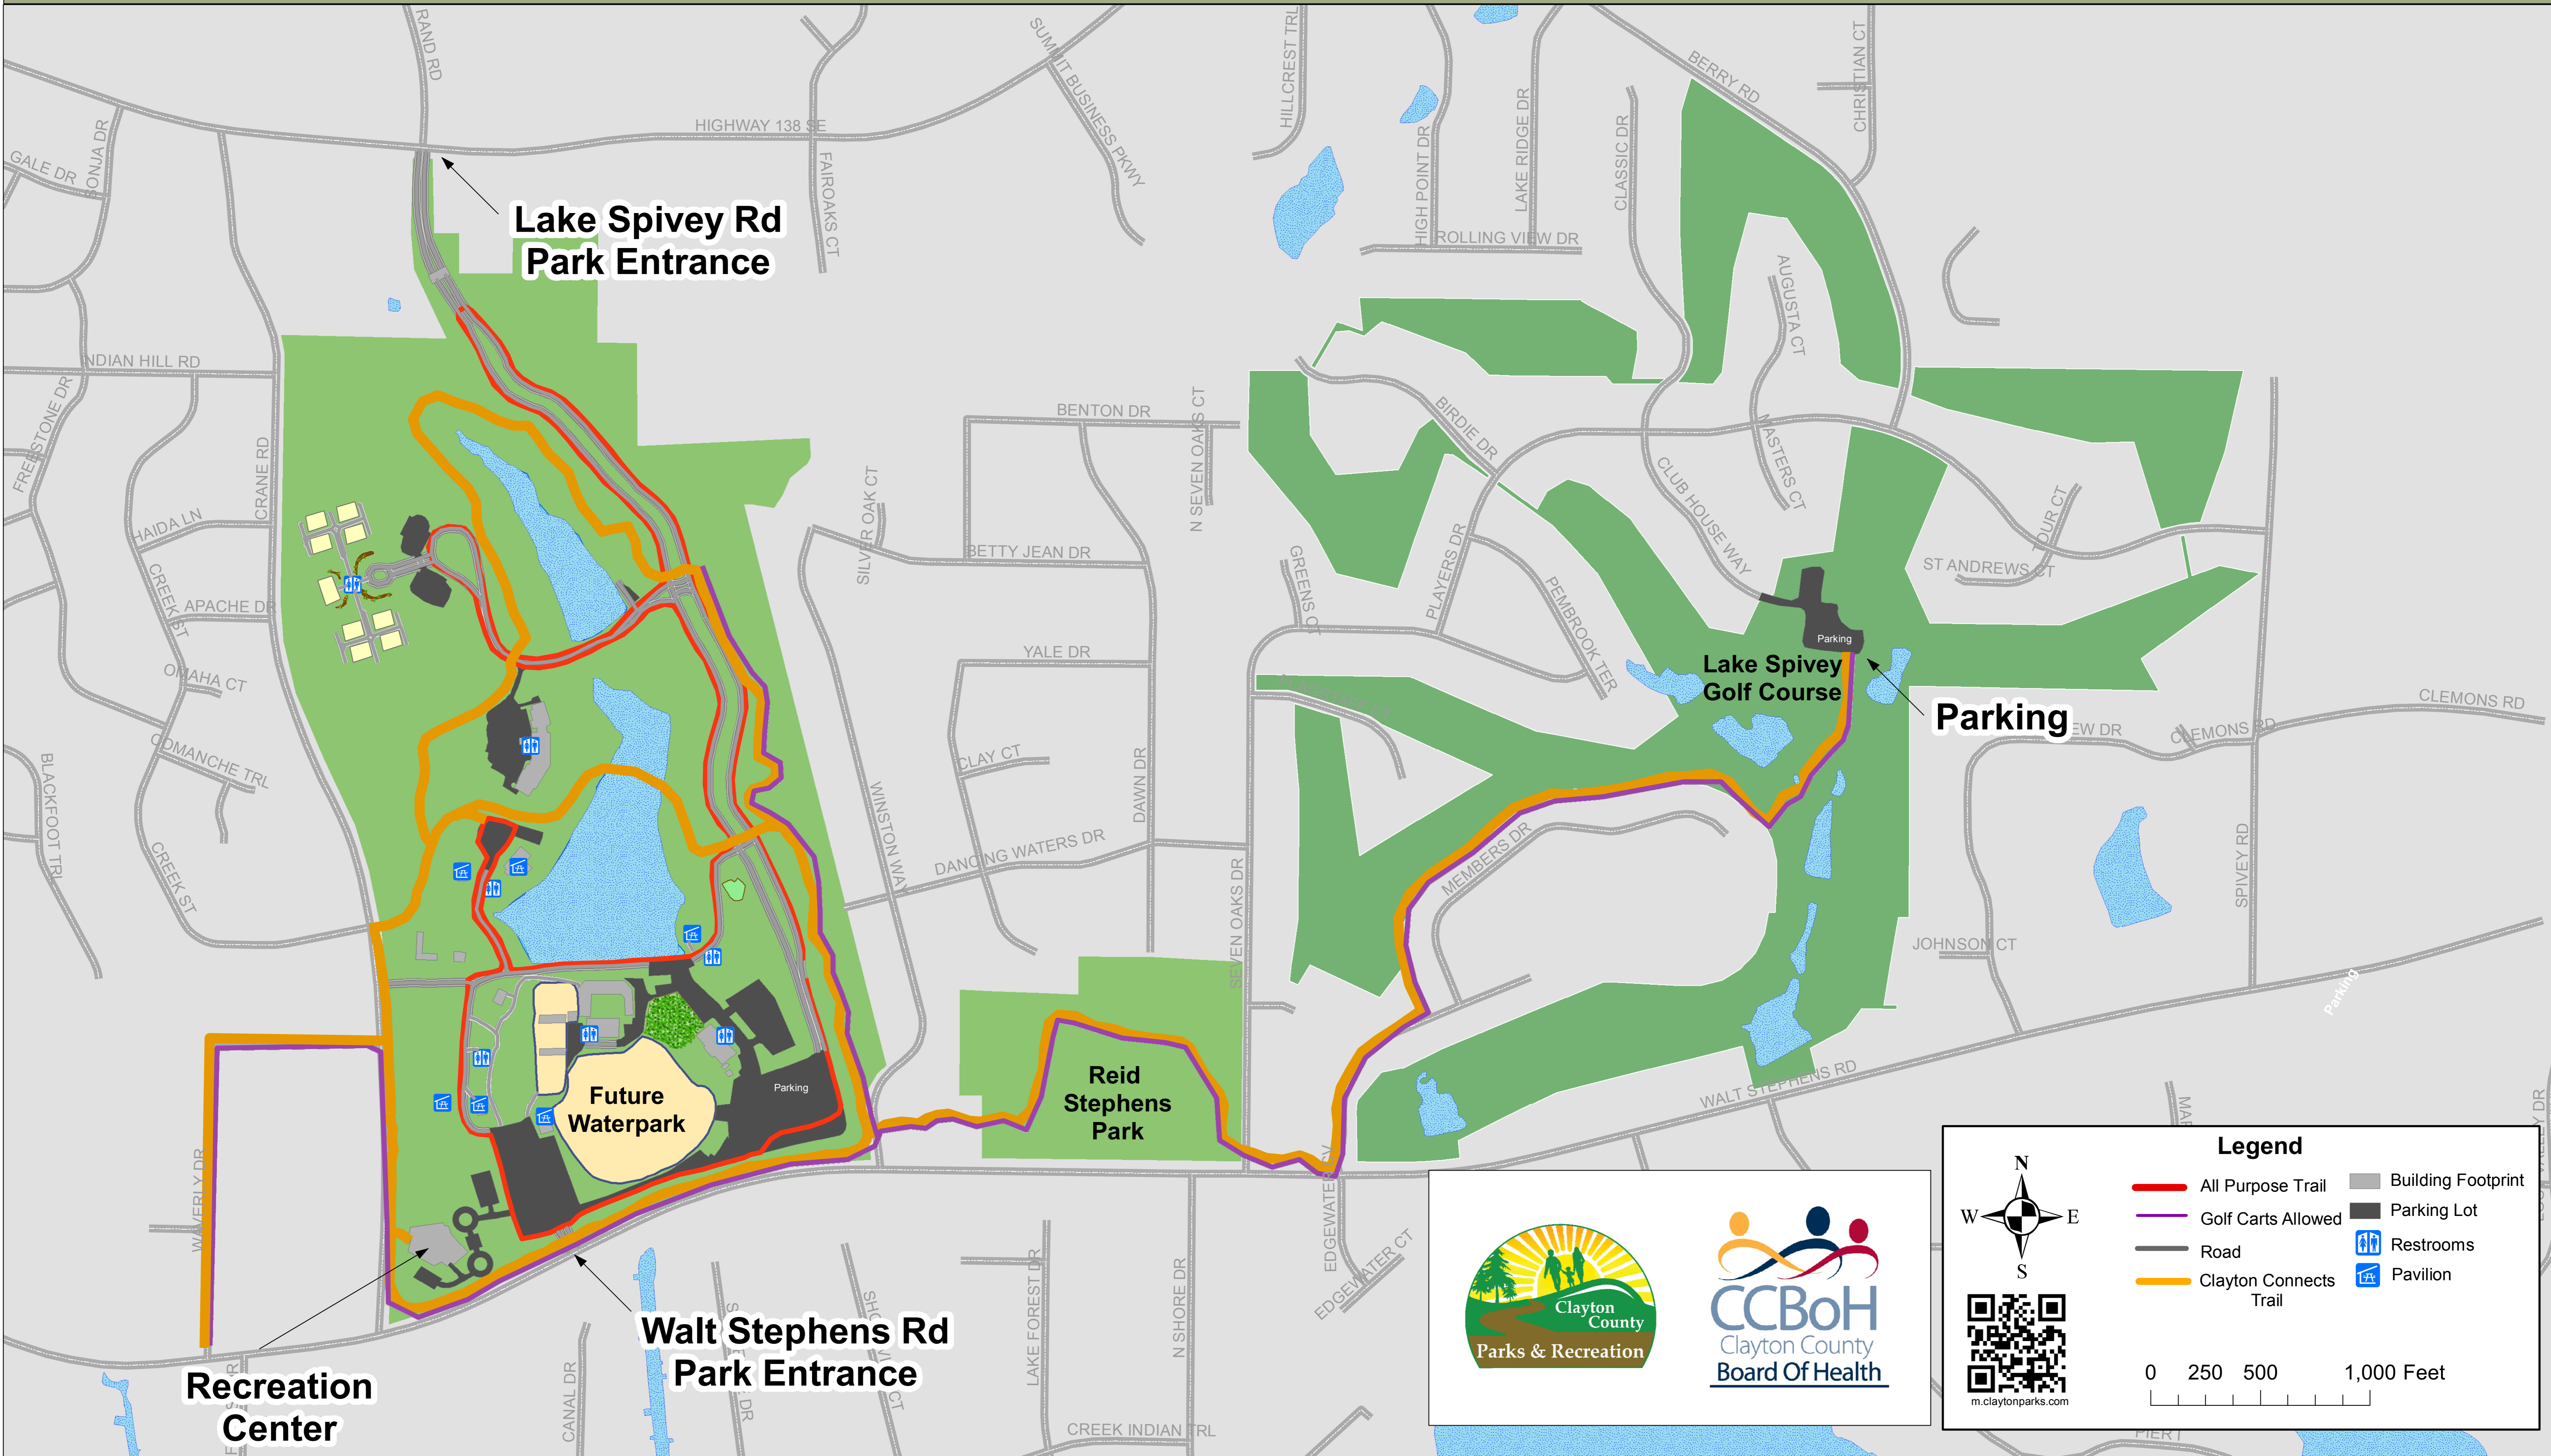 RAND RD
SUMMIT BUSINESS PKWY
HILLCREST TRL
BERRY RD
CHRISTIAN CT
HIGHWAY 138 SE
SONJA DR
GALE DR
FAIROAKS CT
HIGH POINT DR
LAKE RIDGE DR
CLASSIC DR
Lake Spivey Rd
Park Entrance
ROLLING VIEW DR
AUGUSTA CT
INDIAN HILL RD
FREESTONE DR
CRANE RD
BENTON DR
N SEVEN OAKS CT
BIRDIE DR
MASTERS CT
CLUB HOUSE WAY
SILVER OAK CT
HAIDA LN
BETTY JEAN DR
PLAYERS DR
TOUR CT
ST ANDREWS CT
CREEK ST
APACHE DR
GREENS CT
PEMBROOK TER
Parking
OMAHA CT
YALE DR
Lake Spivey
Golf Course
Parking
CLEMONS RD
CLEMONS RD
EW DR
COMANCHE TRL
BLACKFOOT TRL
CLAY CT
DAWN DR
WINSTON WAY
DANCING WATERS DR
MEMBERS DR
SPIVEY RD
CREEK ST
SEVEN OAKS DR
JOHNSON CT
Parking
Parking
Future
Waterpark
Reid
Stephens
Park
WALT STEPHENS RD
WAVERLY DR
EDGEWATER
EDGEWATER CT
LAKE FOREST DR
N SHORE DR
CANAL DR
Walt Stephens Rd
Park Entrance
Recreation
Center
CREEK INDIAN TRL
Clayton
County
Parks & Recreation
CCBoH
Clayton County
Board Of Health
Legend
N
W
E
S
All Purpose Trail
Golf Carts Allowed
Road
Clayton Connects
Trail
Building Footprint
Parking Lot
Restrooms
Pavilion
m.claytonparks.com
0 250 500 1,000 Feet